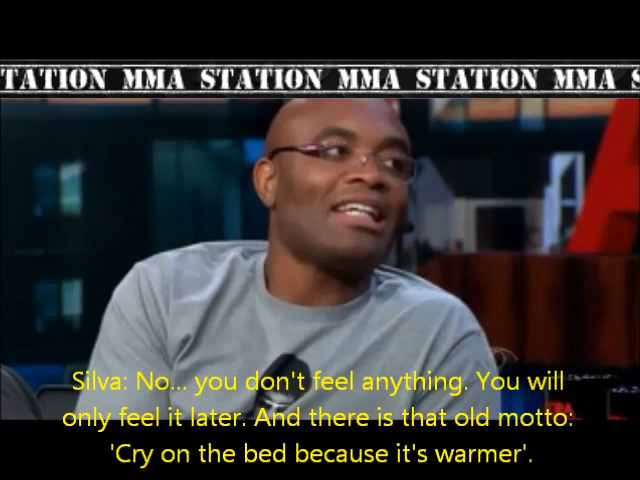 TATION MMA STATION MMA STATION MMA S
Silva: No... you don't feel anything. You will
only feel it later. And there is that old motto:
'Cry on the bed because it's warmer'.